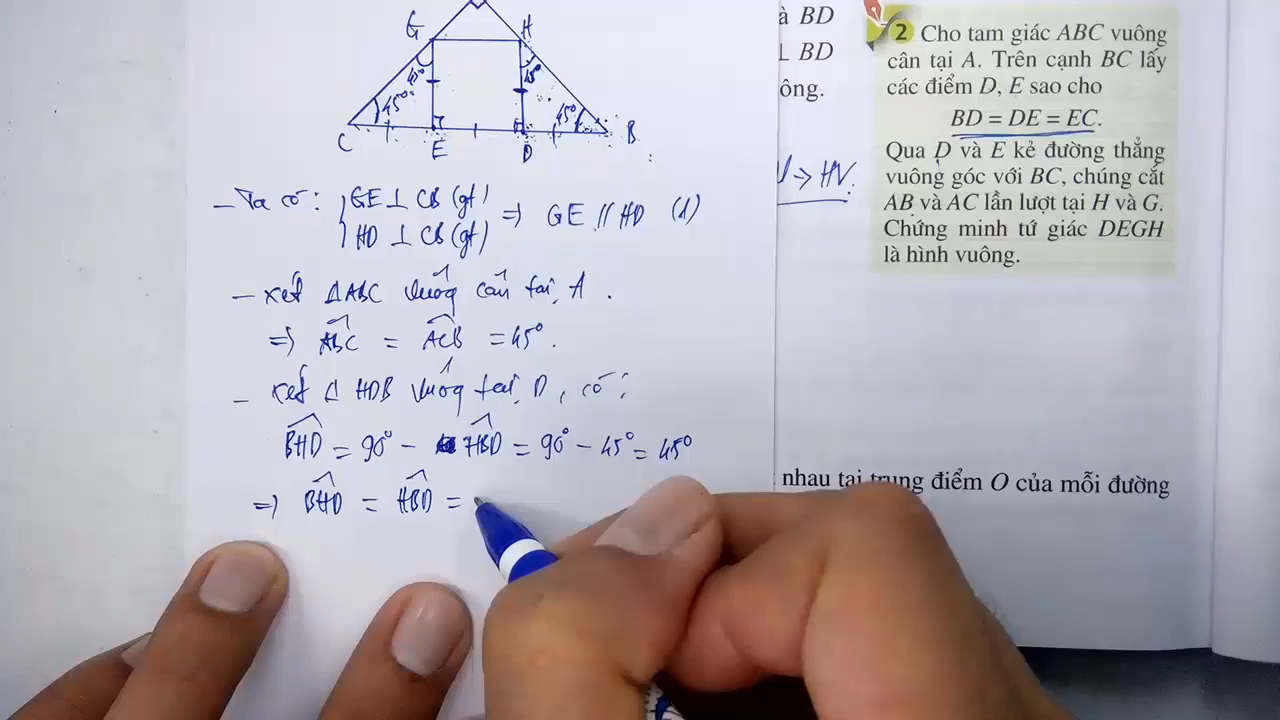 G
H
45°
45°
45°
45°
C
E
D
B
- Ta có: GE ⊥ CB (gt) => GE // HD (1)
HD ⊥ CB (gt)
- Xét ΔABC vuông cân tại A.
=> ABC = ACB = 45°.
- Xét Δ HDB vuông tại D, có:
BHD = 90° - HBD = 90° - 45° = 45°
=> BHD = HBD =
à BD
⊥ BD
ông.
-> HV.
2 Cho tam giác ABC vuông
cân tại A. Trên cạnh BC lấy
các điểm D, E sao cho
BD = DE = EC.
Qua D và E kẻ đường thẳng
vuông góc với BC, chúng cắt
AB và AC lần lượt tại H và G.
Chứng minh tứ giác DEGH
là hình vuông.
nhau tại trung điểm O của mỗi đường